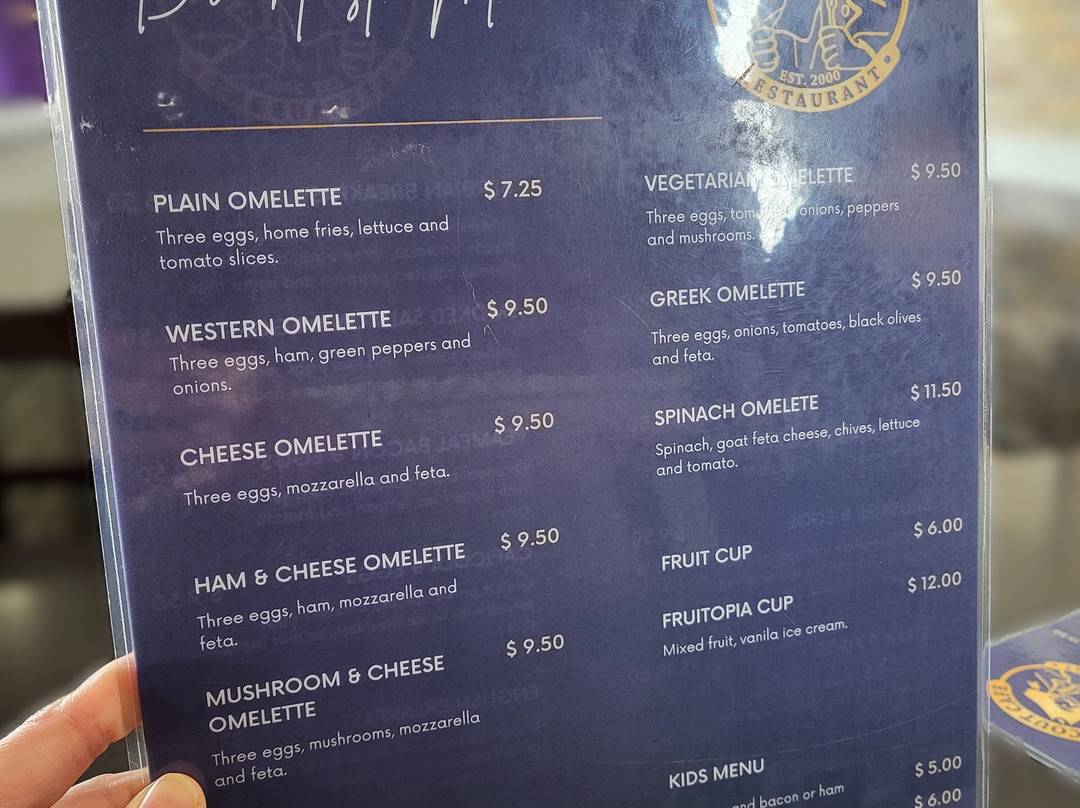 EST. 2000
RESTAURANT
PLAIN OMELETTE $ 7.25
Three eggs, home fries, lettuce and
tomato slices.
WESTERN OMELETTE $ 9.50
Three eggs, ham, green peppers and
onions.
CHEESE OMELETTE $ 9.50
Three eggs, mozzarella and feta.
HAM & CHEESE OMELETTE $ 9.50
Three eggs, ham, mozzarella and
feta.
MUSHROOM & CHEESE $ 9.50
OMELETTE
Three eggs, mushrooms, mozzarella
and feta.
VEGETARIAN OMELETTE $ 9.50
Three eggs, onions, peppers
and mushrooms.
GREEK OMELETTE $ 9.50
Three eggs, onions, tomatoes, black olives
and feta.
SPINACH OMELETE $ 11.50
Spinach, goat feta cheese, chives, lettuce
and tomato.
FRUIT CUP $ 6.00
FRUITOPIA CUP $ 12.00
Mixed fruit, vanila ice cream.
KIDS MENU $ 5.00
and bacon or ham $ 6.00